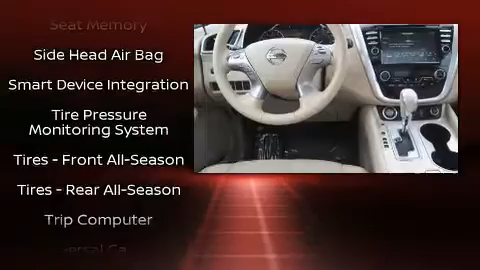 Seat Memory
Side Head Air Bag
Smart Device Integration
Tire Pressure
Monitoring System
Tires - Front All-Season
Tires - Rear All-Season
Trip Computer